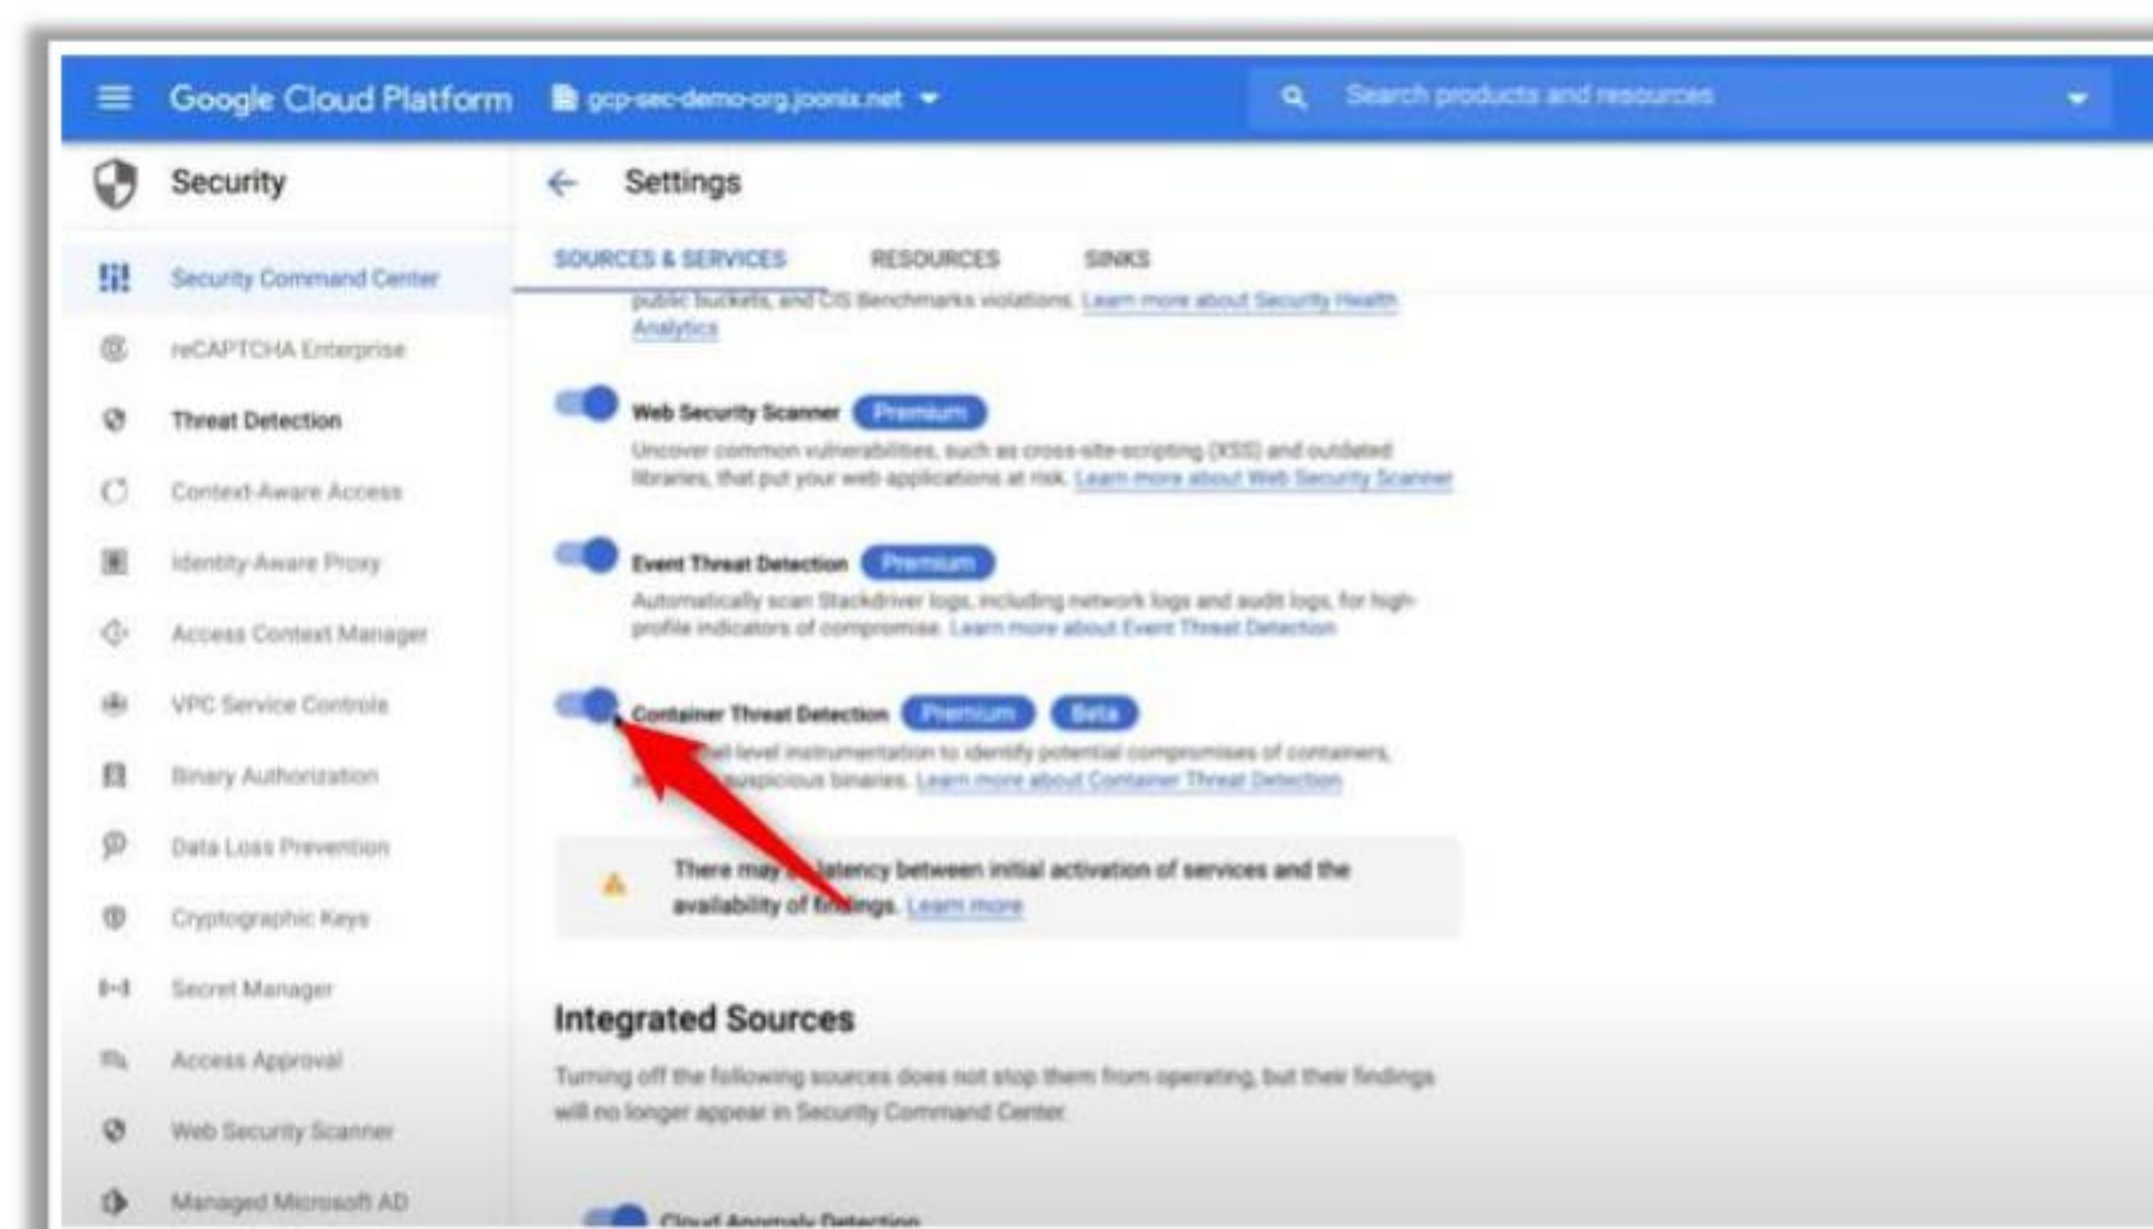 Google Cloud Platform gcp-sec-demo-org.joonix.net Search products and resources
Security
Settings
SOURCES & SERVICES RESOURCES SINKS
Security Command Center
reCAPTCHA Enterprise
Threat Detection
Context-Aware Access
Identity-Aware Proxy
Access Context Manager
VPC Service Controls
Binary Authorization
Data Loss Prevention
Cryptographic Keys
Secret Manager
Access Approval
Web Security Scanner
Managed Microsoft AD
public buckets, and CIS Benchmarks violations. Learn more about Security Health
Analytics
Web Security Scanner Premium
Uncover common vulnerabilities, such as cross-site-scripting (XSS) and outdated
libraries, that put your web applications at risk. Learn more about Web Security Scanner
Event Threat Detection Premium
Automatically scan Stackdriver logs, including network logs and audit logs, for high-
profile indicators of compromise. Learn more about Event Threat Detection
Container Threat Detection Premium Beta
-level instrumentation to identify potential compromises of containers,
suspicious binaries. Learn more about Container Threat Detection
There may latency between initial activation of services and the
availability of findings. Learn more
Integrated Sources
Turning off the following sources does not stop them from operating, but their findings
will no longer appear in Security Command Center.
Cloud Anomaly Detection